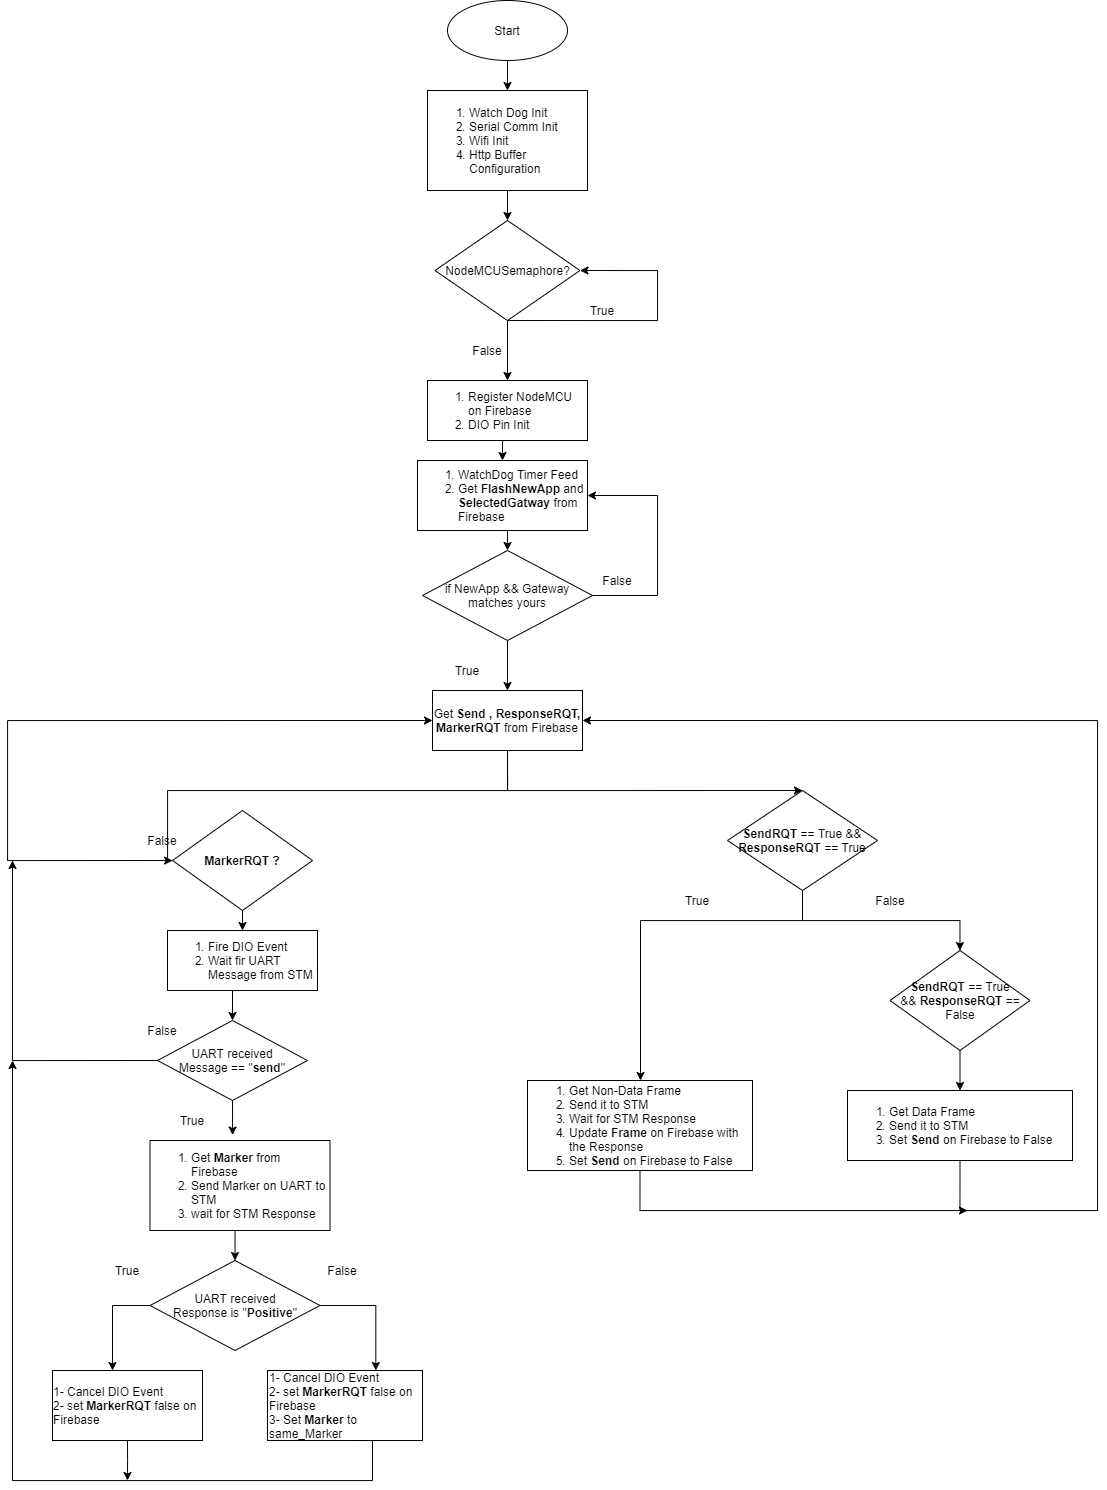 Start
1. Watch Dog Init
2. Serial Comm Init
3. Wifi Init
4. Http Buffer
Configuration
NodeMCUSemaphore?
True
False
1. Register NodeMCU
on Firebase
2. DIO Pin Init
1. WatchDog Timer Feed
2. Get FlashNewApp and
SelectedGatway from
Firebase
if NewApp && Gateway
matches yours
False
True
Get Send , ResponseRQT,
MarkerRQT from Firebase
False
MarkerRQT ?
1. Fire DIO Event
2. Wait fir UART
Message from STM
False
UART received
Message == "send"
True
1. Get Marker from
Firebase
2. Send Marker on UART to
STM
3. wait for STM Response
True
False
UART received
Response is "Positive"
1- Cancel DIO Event
2- set MarkerRQT false on
Firebase
1- Cancel DIO Event
2- set MarkerRQT false on
Firebase
3- Set Marker to
same_Marker
SendRQT == True &&
ResponseRQT == True
True
False
SendRQT == True
&& ResponseRQT ==
False
1. Get Non-Data Frame
2. Send it to STM
3. Wait for STM Response
4. Update Frame on Firebase with
the Response
5. Set Send on Firebase to False
1. Get Data Frame
2. Send it to STM
3. Set Send on Firebase to False